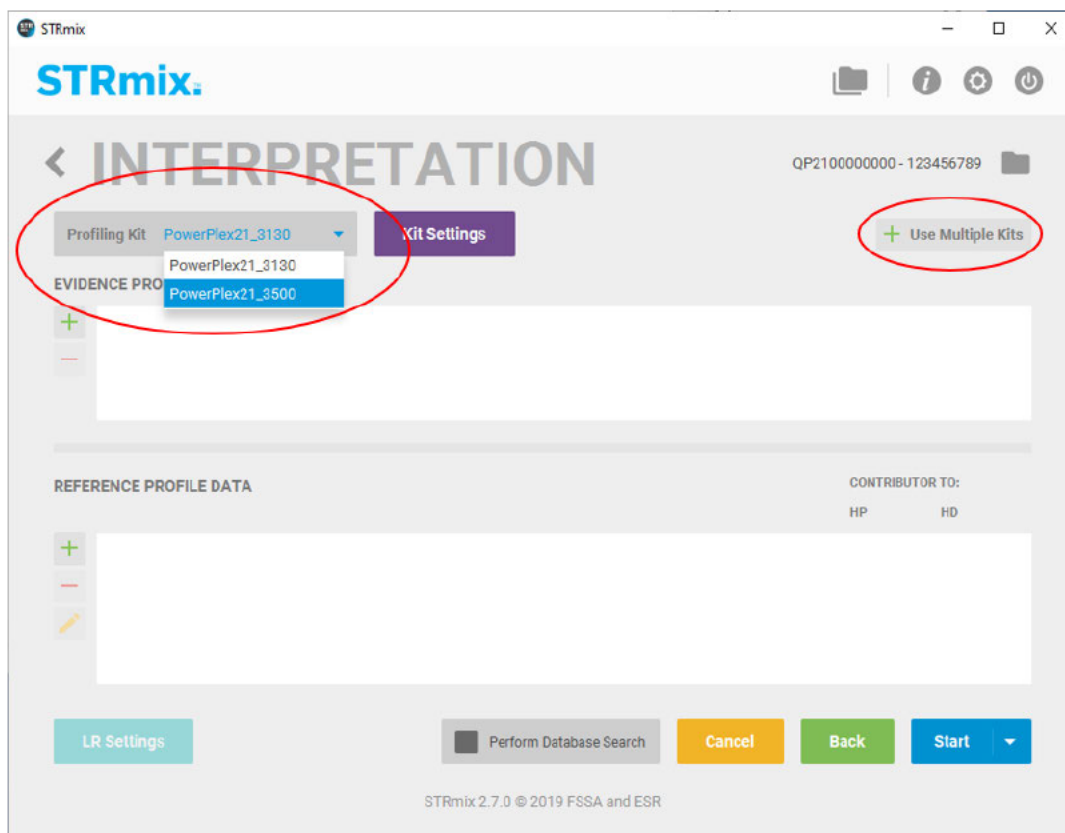 STRmix
STRmix™
INTERPRETATION
QP2100000000 - 123456789
Profiling Kit PowerPlex21_3130
Kit Settings
+ Use Multiple Kits
PowerPlex21_3130
EVIDENCE PRO
PowerPlex21_3500
REFERENCE PROFILE DATA
CONTRIBUTOR TO:
HP HD
LR Settings
Perform Database Search
Cancel
Back
Start
STRmix 2.7.0 © 2019 FSSA and ESR